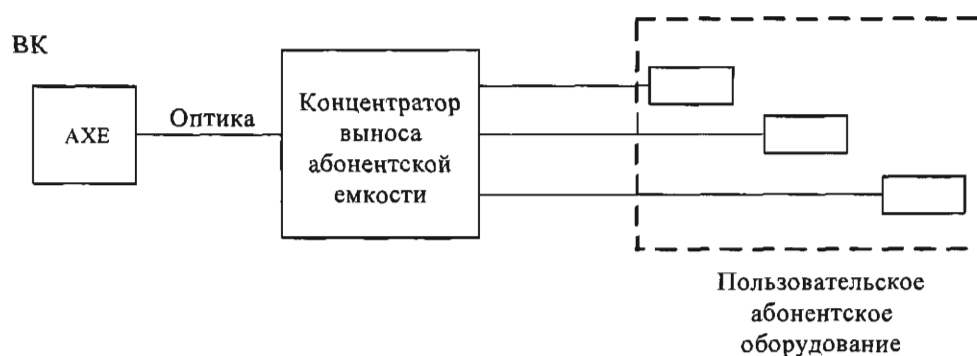 ВК
АХЕ
Оптика
Концентратор
выноса
абонентской
емкости
Пользовательское
абонентское
оборудование